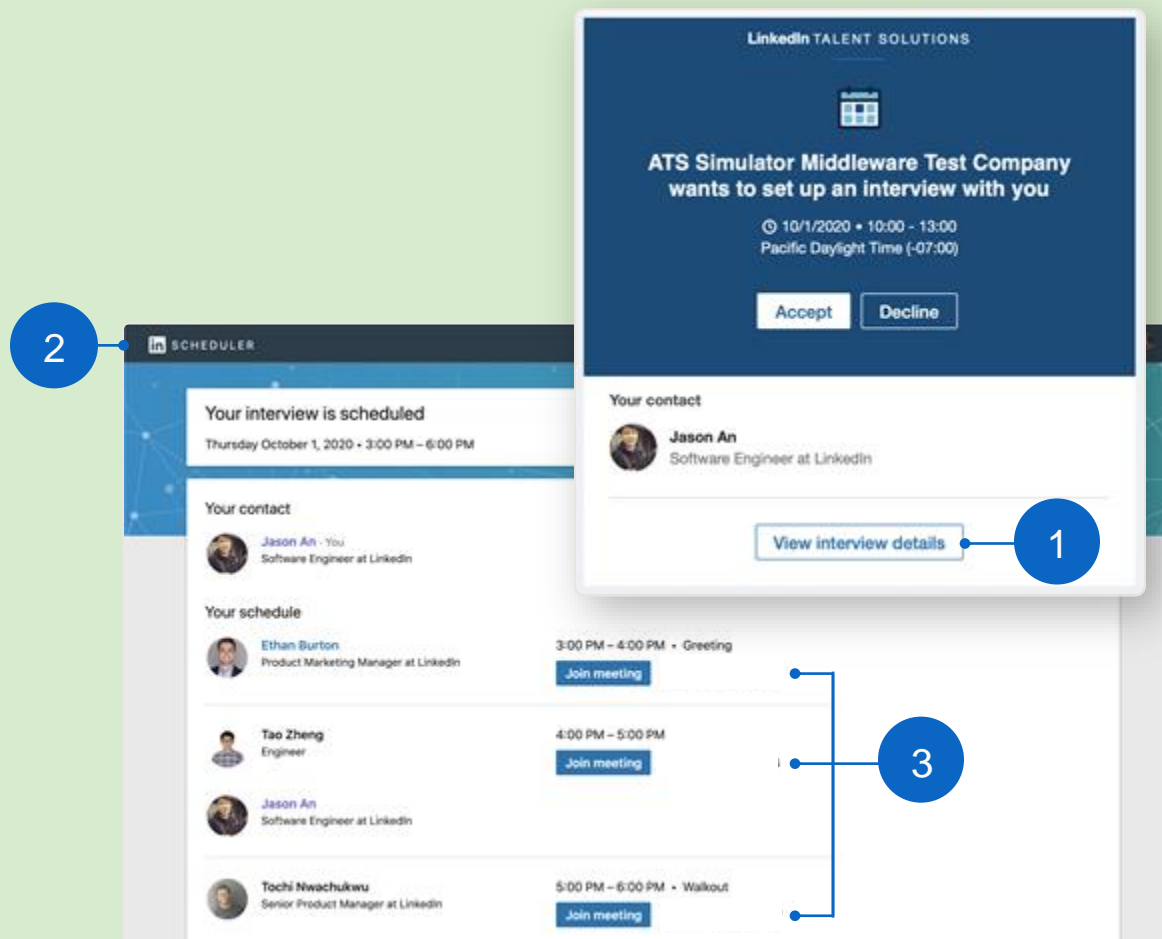 LinkedIn TALENT SOLUTIONS
ATS Simulator Middleware Test Company
wants to set up an interview with you
10/1/2020 • 10:00 - 13:00
Pacific Daylight Time (-07:00)
Accept Decline
Your contact
Jason An
Software Engineer at LinkedIn
View interview details
1
2
in SCHEDULER
Your interview is scheduled
Thursday October 1, 2020 • 3:00 PM – 6:00 PM
Your contact
Jason An · You
Software Engineer at LinkedIn
Your schedule
Ethan Burton
Product Marketing Manager at LinkedIn
3:00 PM – 4:00 PM • Greeting
Join meeting
Tao Zheng
Engineer
4:00 PM – 5:00 PM
Join meeting
Jason An
Software Engineer at LinkedIn
3
Tochi Nwachukwu
Senior Product Manager at LinkedIn
5:00 PM – 6:00 PM • Walkout
Join meeting